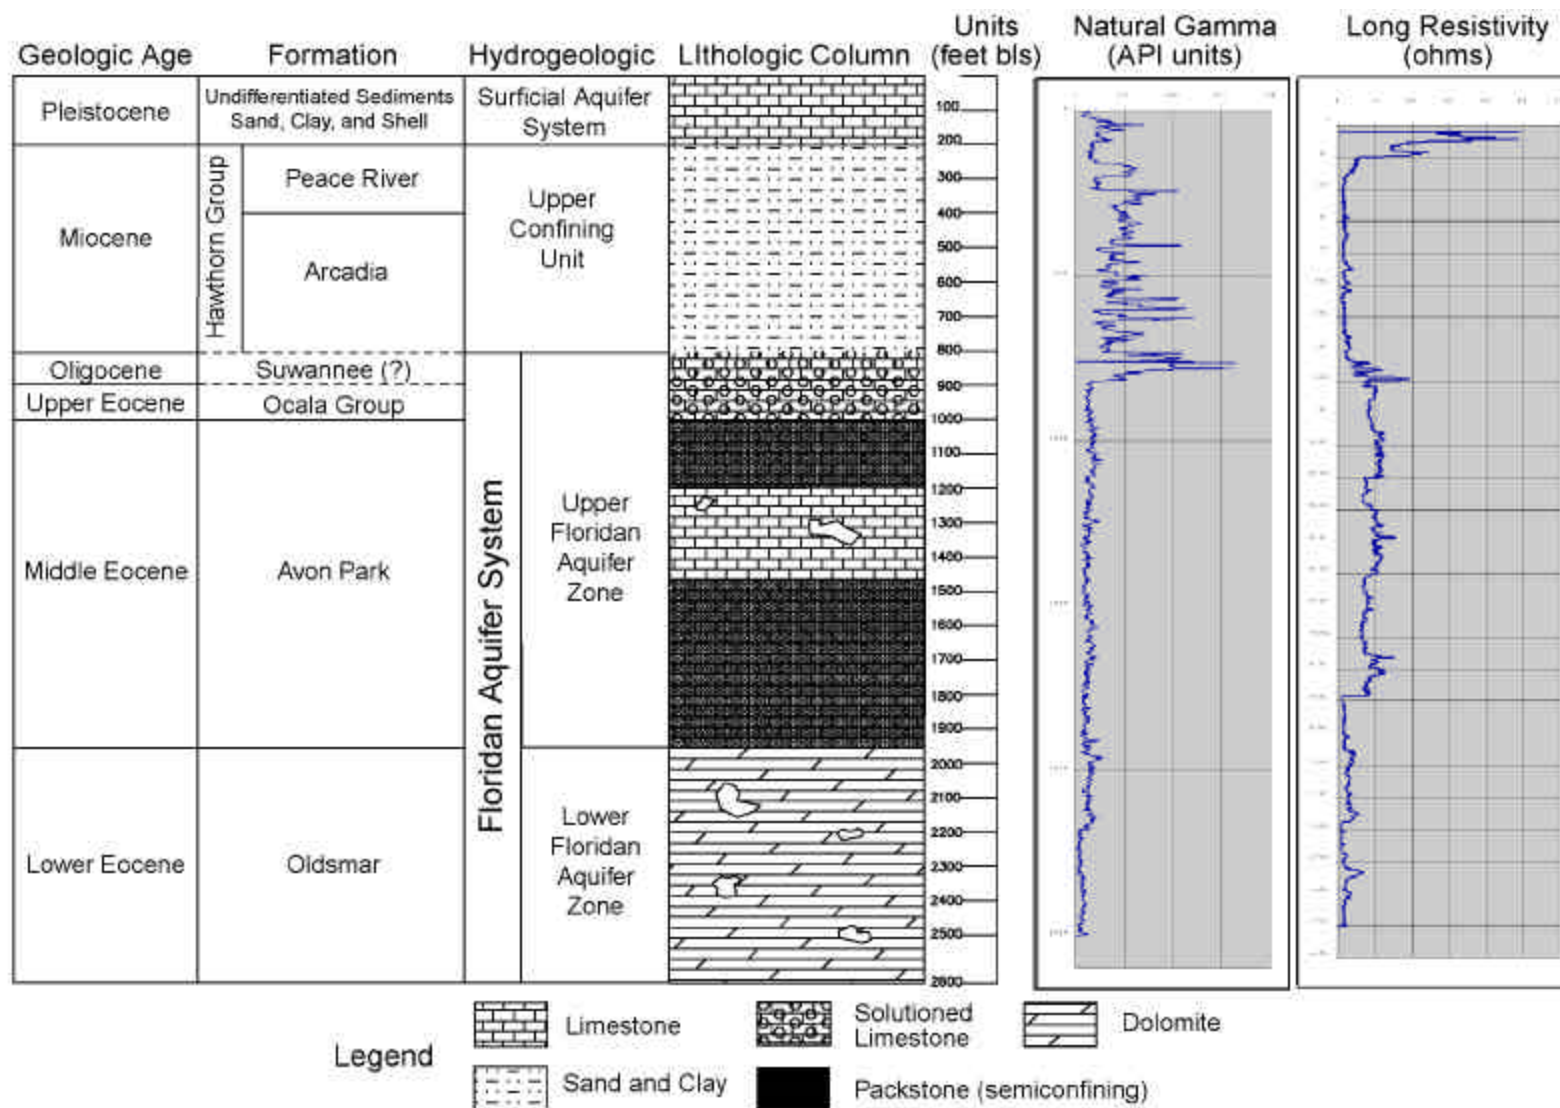 Geologic Age
Formation
Hydrogeologic
LIthologic Column
Units
(feet bls)
Natural Gamma
(API units)
Long Resistivity
(ohms)
Pleistocene
Undifferentiated Sediments
Sand, Clay, and Shell
Surficial Aquifer
System
Miocene
Hawthorn Group
Peace River
Arcadia
Upper
Confining
Unit
Oligocene
Suwannee (?)
Upper Eocene
Ocala Group
Middle Eocene
Avon Park
Floridan Aquifer System
Upper
Floridan
Aquifer
Zone
Lower Eocene
Oldsmar
Lower
Floridan
Aquifer
Zone
100
200
300
400
500
600
700
800
900
1000
1100
1200
1300
1400
1500
1600
1700
1800
1900
2000
2100
2200
2300
2400
2500
2600
Legend
Limestone
Solutioned
Limestone
Dolomite
Sand and Clay
Packstone (semiconfining)